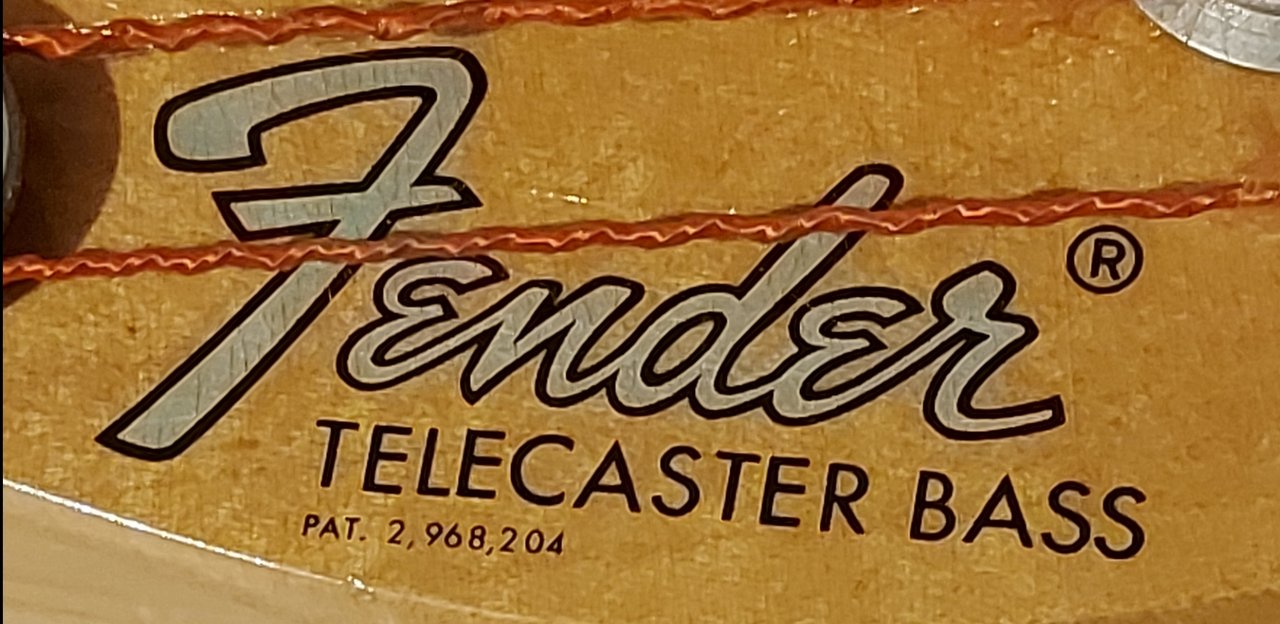 Fender ®
TELECASTER BASS
PAT. 2,968,204